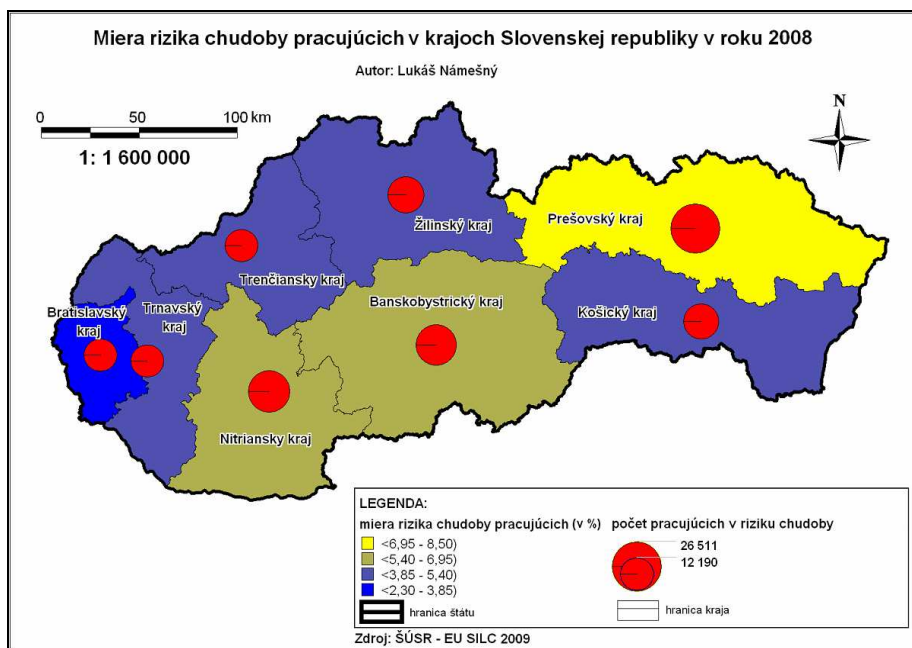 Miera rizika chudoby pracujúcich v krajoch Slovenskej republiky v roku 2008
Autor: Lukáš Námešný
0 50 100 km
1: 1 600 000
N
Žilinský kraj
Prešovský kraj
Trenčiansky kraj
Banskobystrický kraj
Košický kraj
Bratislavský
kraj
Trnavský
kraj
Nitriansky kraj
LEGENDA:
miera rizika chudoby pracujúcich (v %)
<6,95 - 8,50)
<5,40 - 6,95)
<3,85 - 5,40)
<2,30 - 3,85)
hranica štátu
počet pracujúcich v riziku chudoby
26 511
12 190
hranica kraja
Zdroj: ŠÚSR - EU SILC 2009